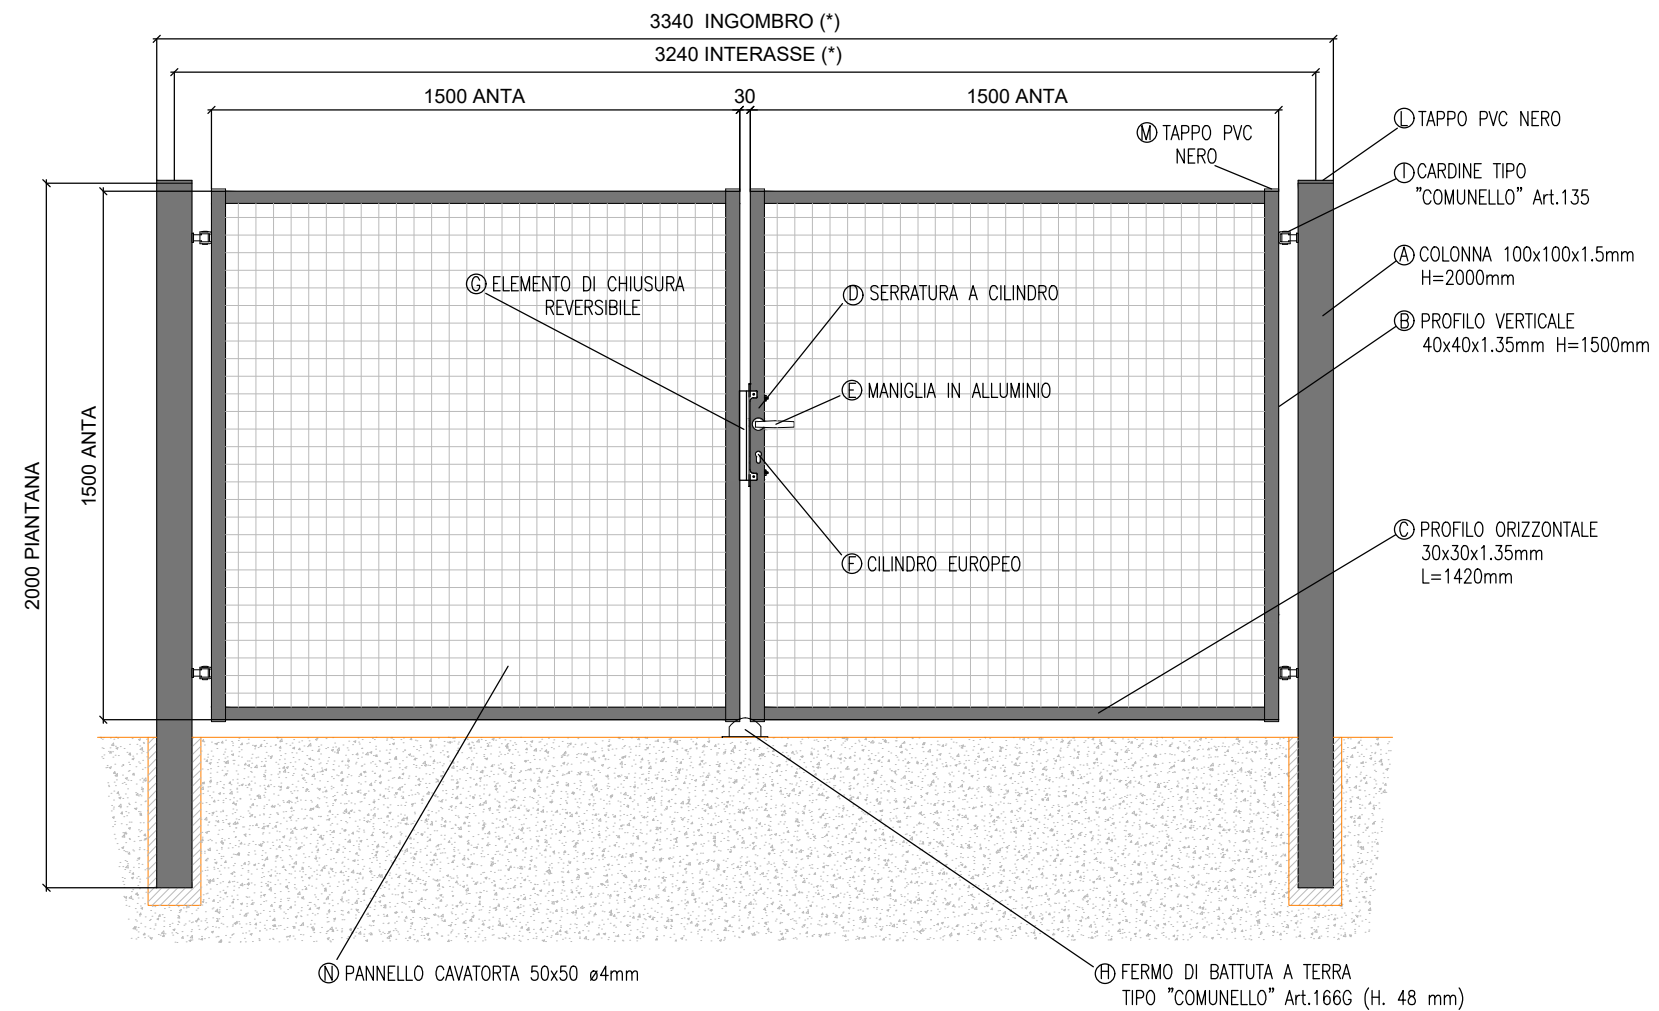 3340 INGOMBRO (*)
3240 INTERASSE (*)
1500 ANTA
30
1500 ANTA
Ⓜ TAPPO PVC
NERO
Ⓛ TAPPO PVC NERO
Ⓘ CARDINE TIPO
"COMUNELLO" Art.135
Ⓐ COLONNA 100x100x1.5mm
H=2000mm
Ⓑ PROFILO VERTICALE
40x40x1.35mm H=1500mm
Ⓖ ELEMENTO DI CHIUSURA
REVERSIBILE
Ⓓ SERRATURA A CILINDRO
Ⓔ MANIGLIA IN ALLUMINIO
Ⓕ CILINDRO EUROPEO
Ⓒ PROFILO ORIZZONTALE
30x30x1.35mm
L=1420mm
2000 PIANTANA
1500 ANTA
Ⓝ PANNELLO CAVATORTA 50x50 ø4mm
Ⓗ FERMO DI BATTUTA A TERRA
TIPO "COMUNELLO" Art.166G (H. 48 mm)